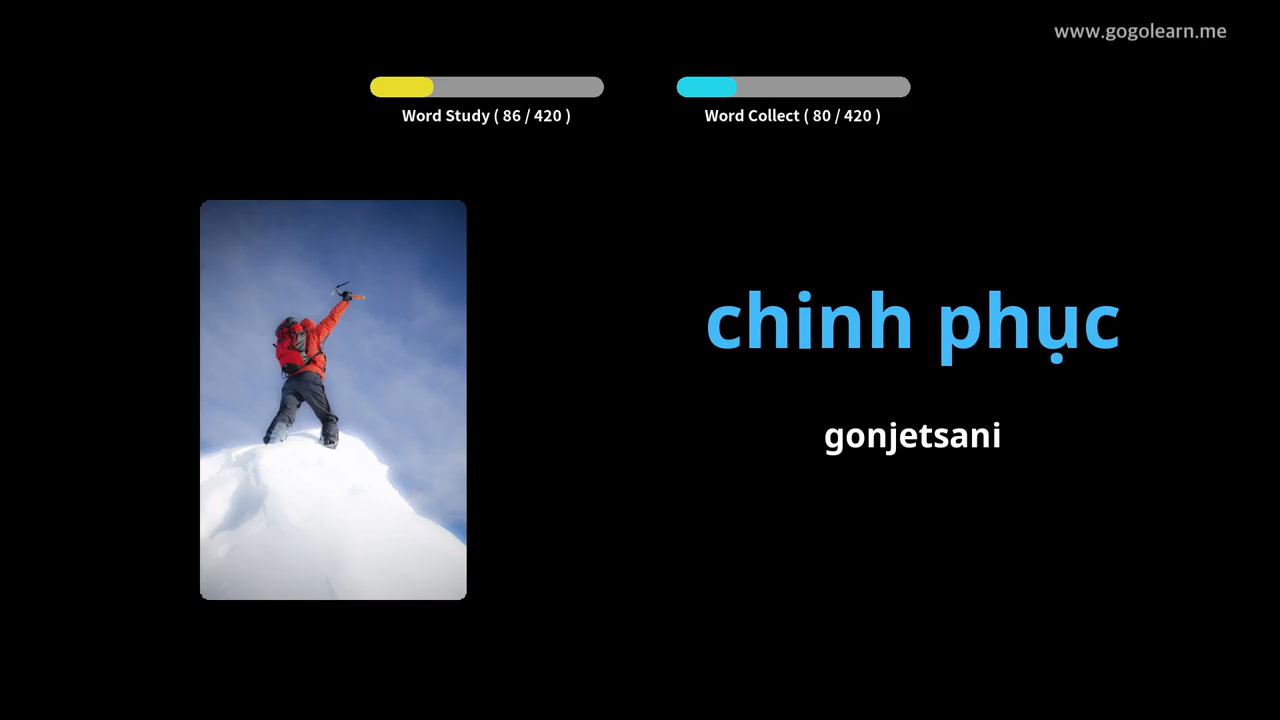 www.gogolearn.me
Word Study ( 86 / 420 )
Word Collect ( 80 / 420 )
chinh phục
gonjetsani